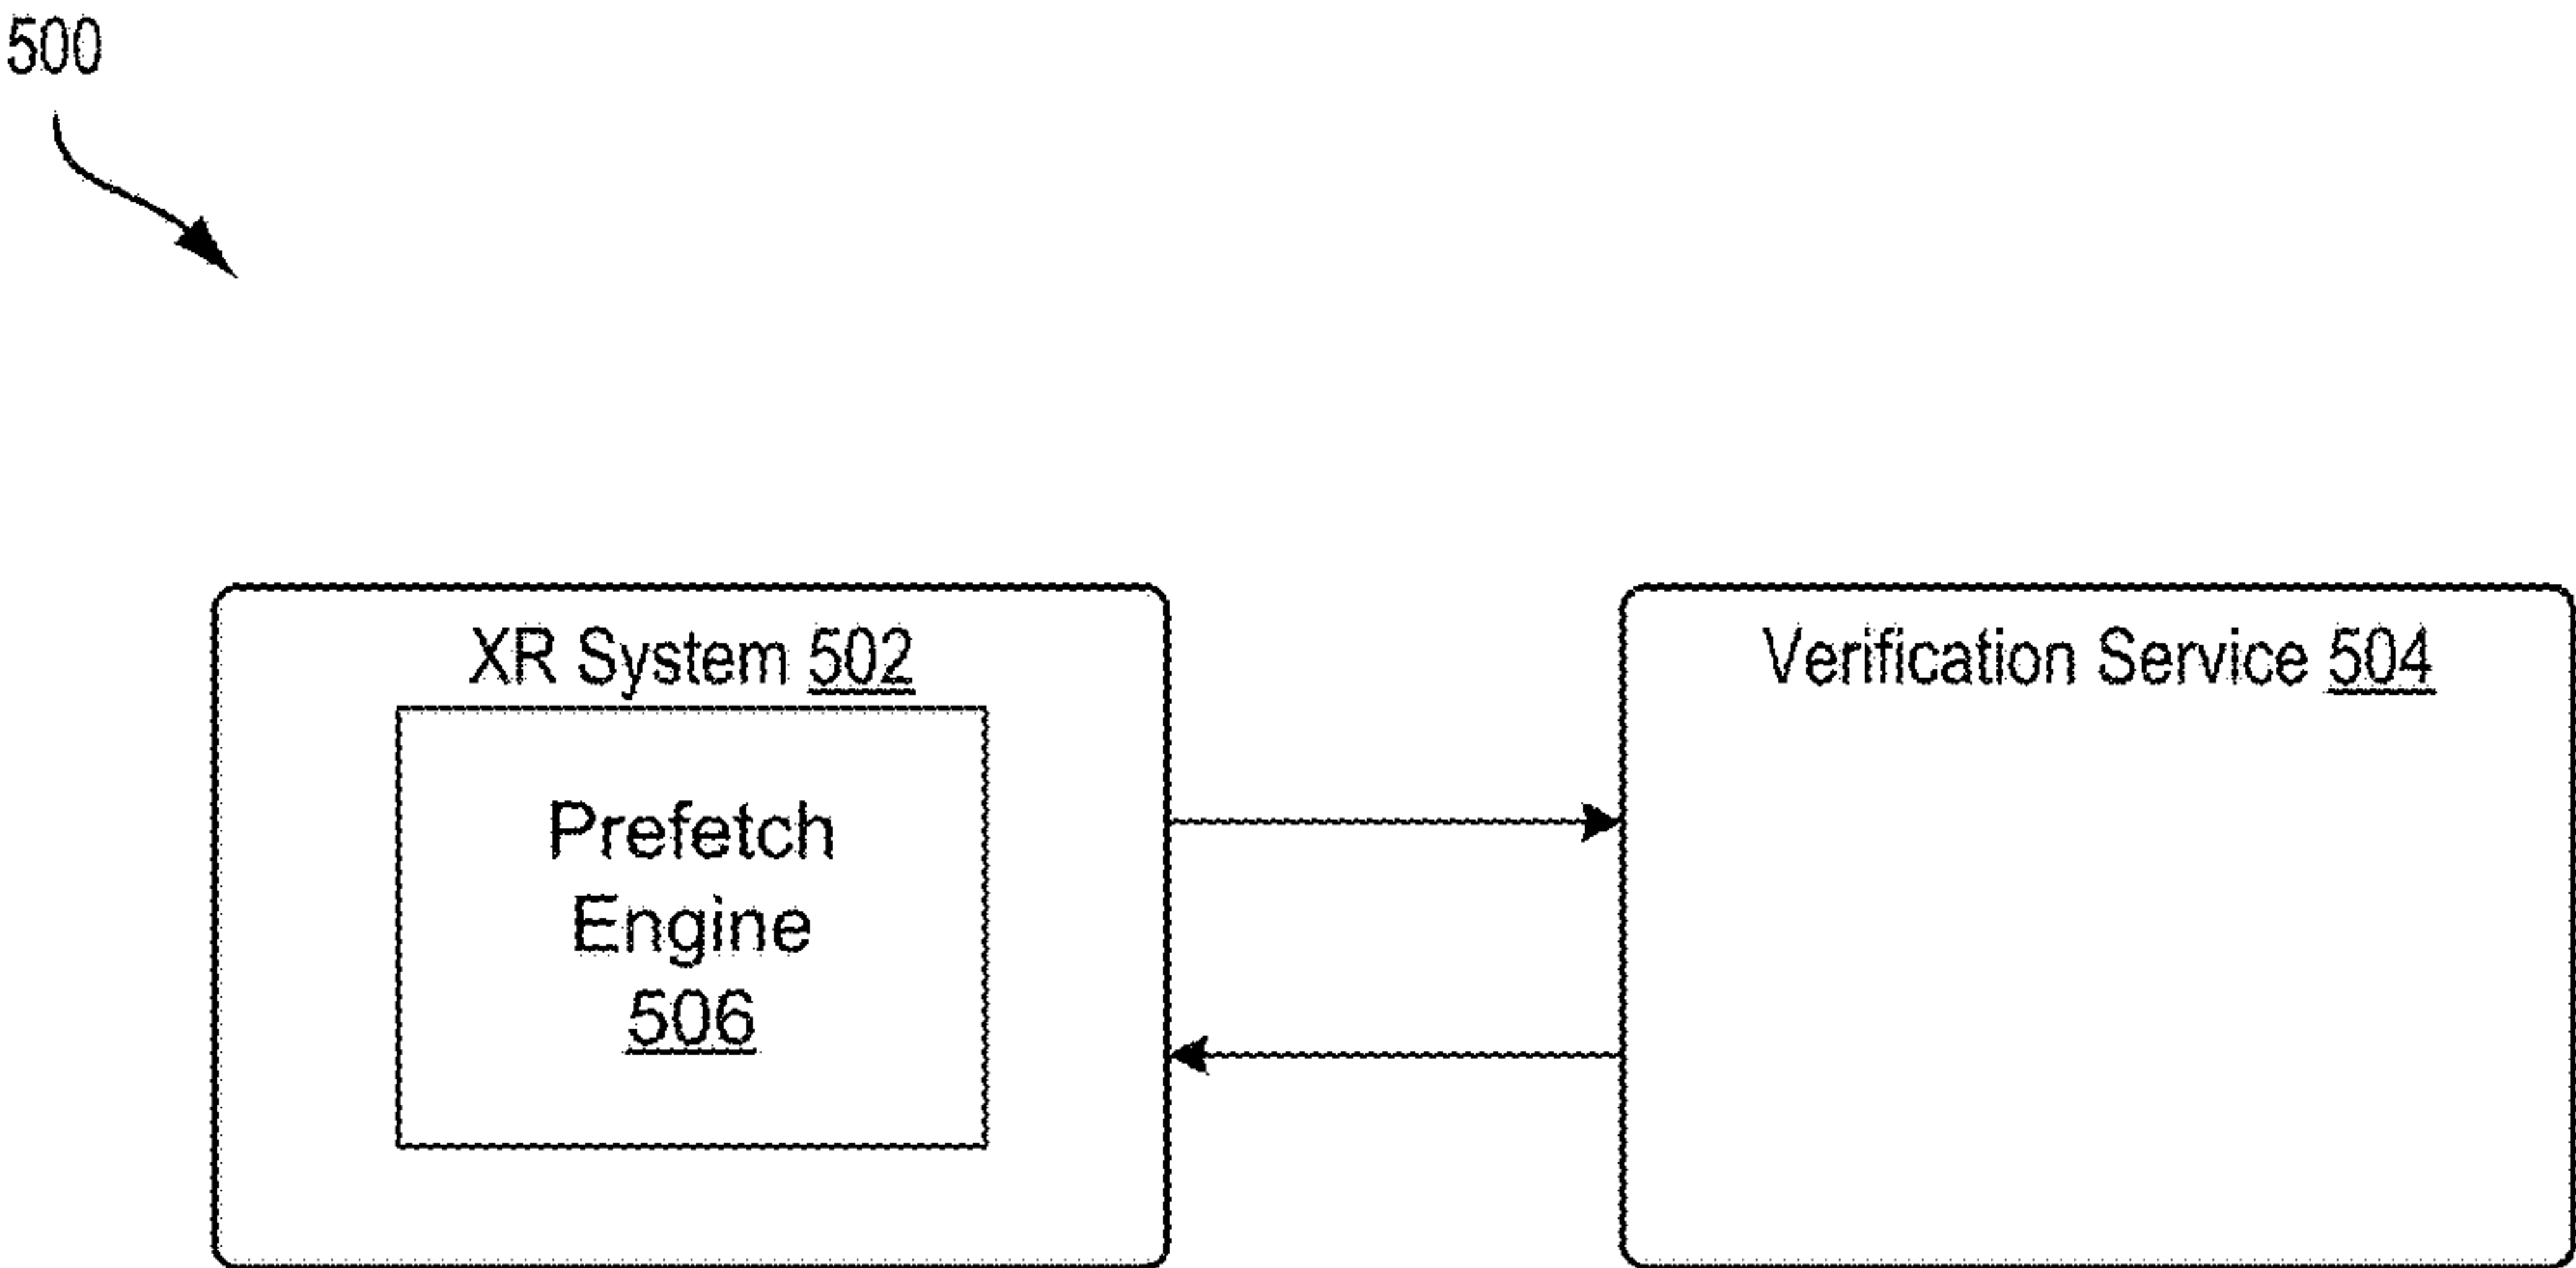 500
XR System 502
Verification Service 504
Prefetch
Engine
506